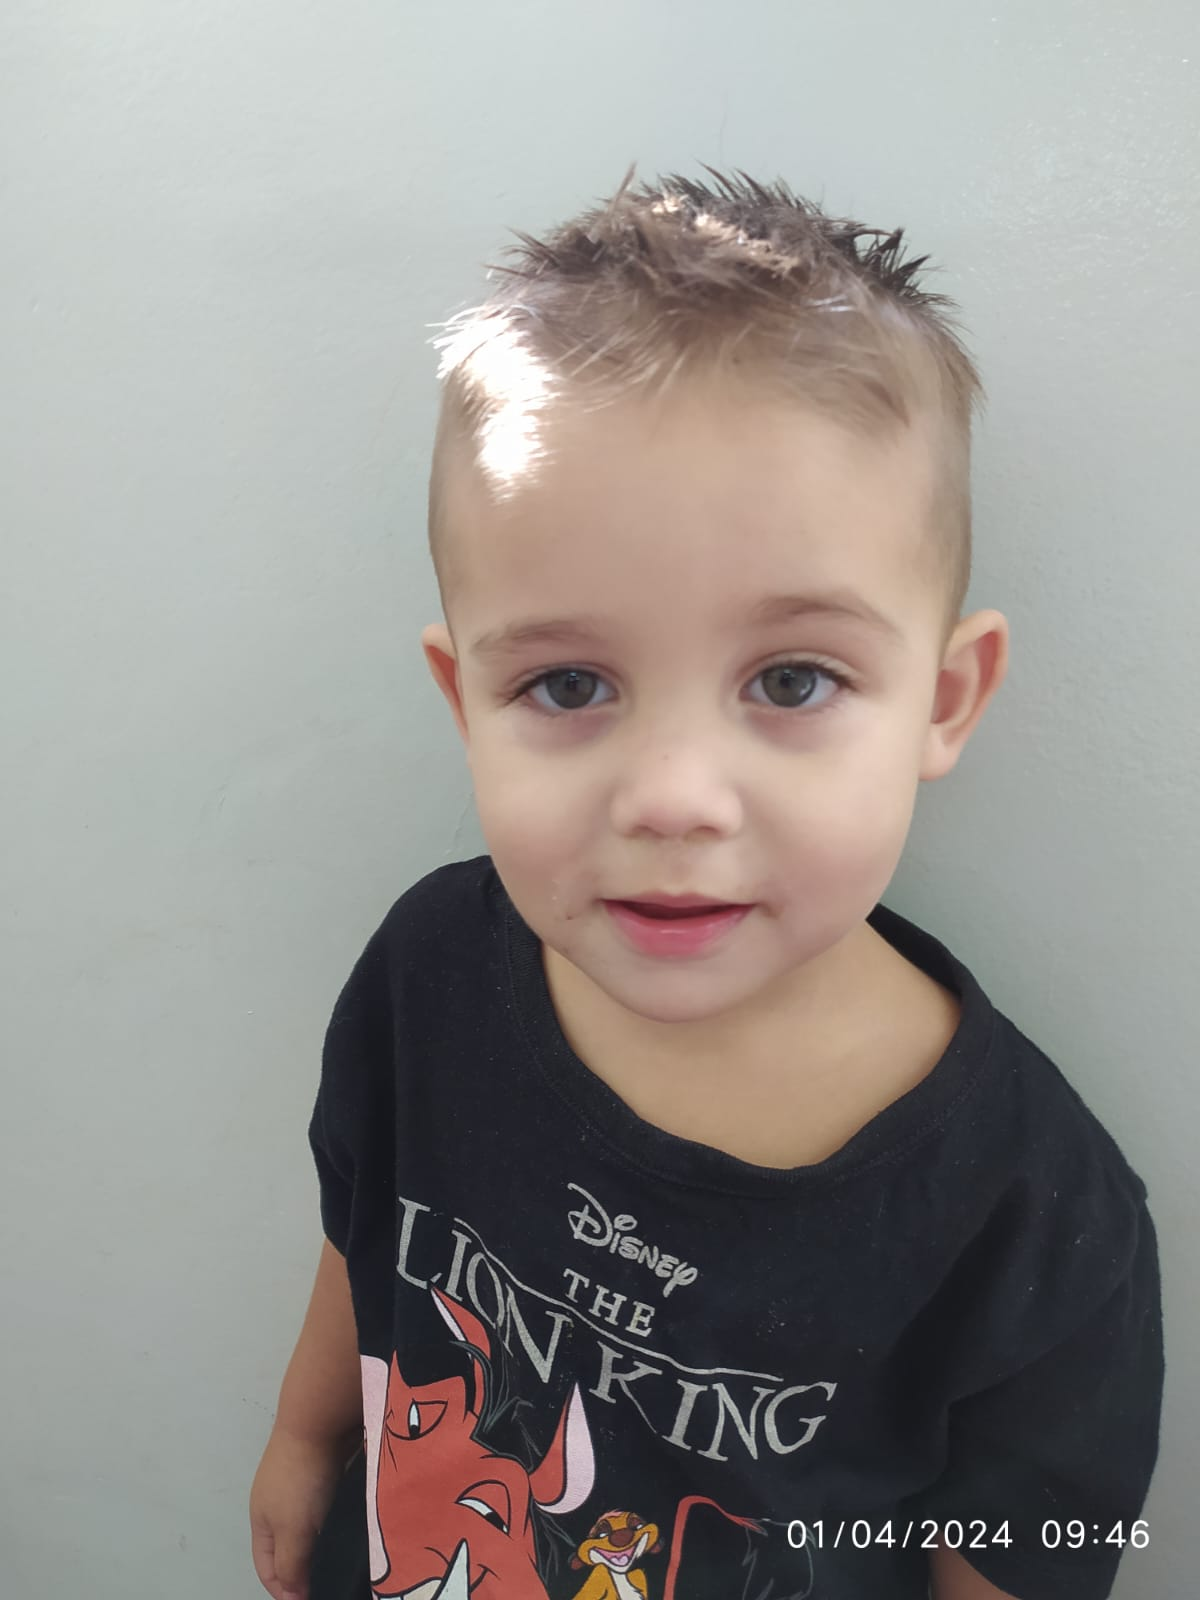 Disney
THE
LION KING
01/04/2024 09:46